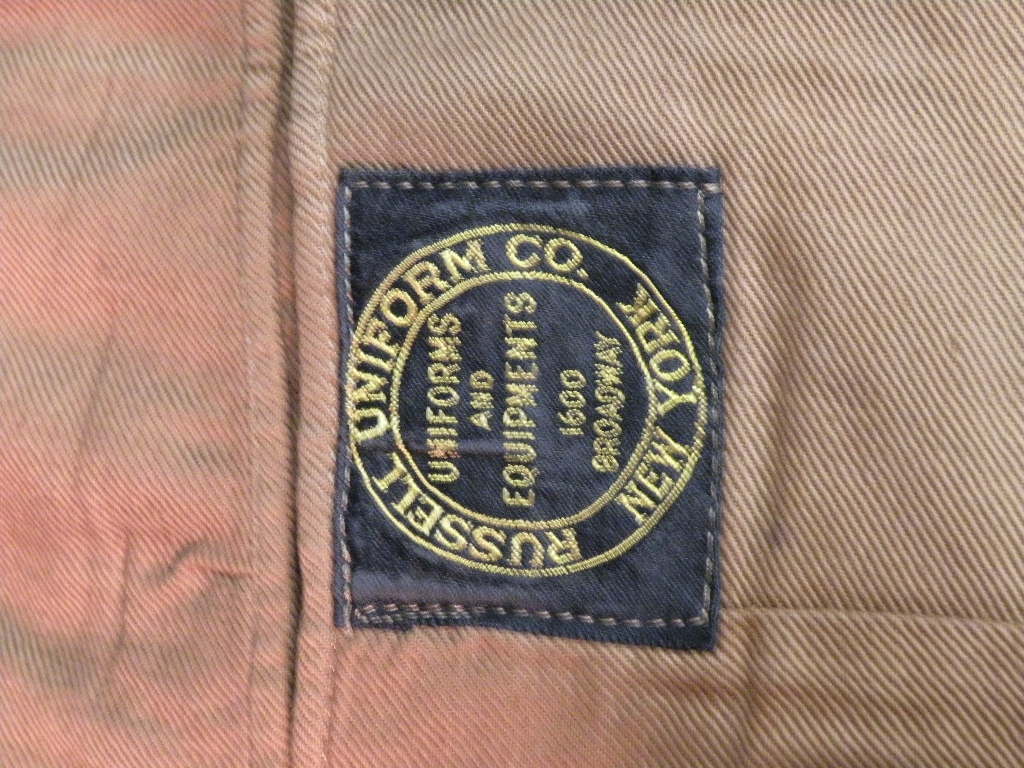 RUSSELL UNIFORM CO.
UNIFORMS
AND
EQUIPMENTS
1600
BROADWAY
NEW YORK